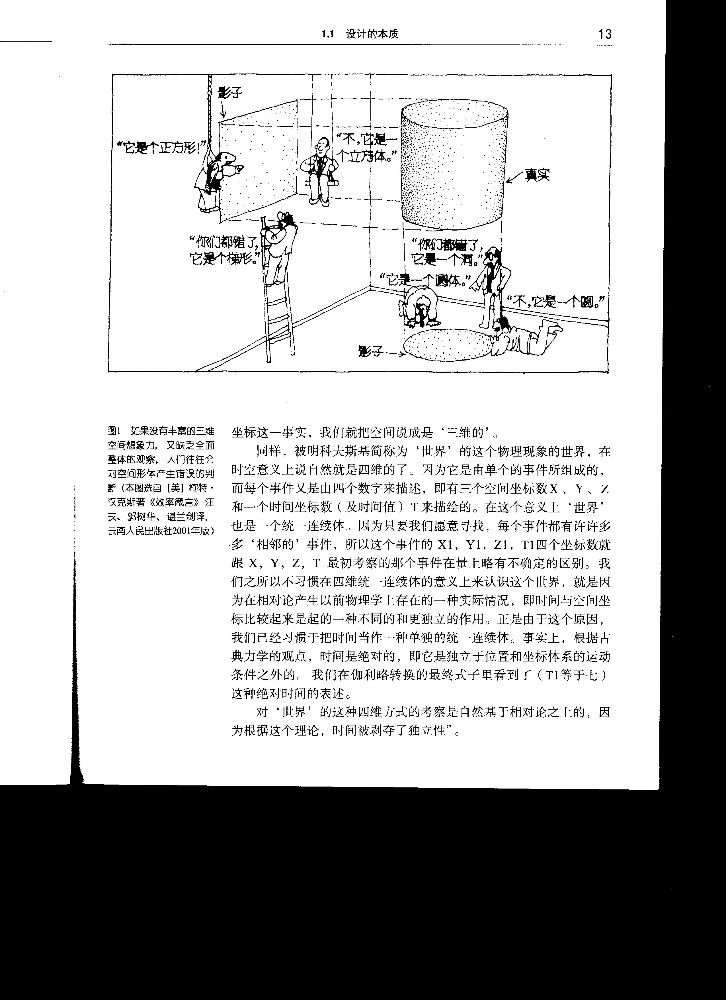 1.1 设计的本质
13
影子
“它是个正方形!”
“不,它是一
个立方体。”
真实
“你们都错了,
它是个梯形。”
“你们都错了,
它是一个洞。”
“它是一个圆体。”
“不,它是一个圆。”
影子
图1 如果没有丰富的三维
空间想象力，又缺乏全面
整体的观察，人们往往会
对空间形体产生错误的判
断（本图选自［美］柯特·
汉克斯著《效率箴言》汪
戎、郭树华、谌兰剑译，
云南人民出版社2001年版）
坐标这一事实，我们就把空间说成是‘三维的’。
同样，被明科夫斯基简称为‘世界’的这个物理现象的世界，在
时空意义上说自然就是四维的了。因为它是由单个的事件所组成的，
而每个事件又是由四个数字来描述，即有三个空间坐标数X、Y、Z
和一个时间坐标数（及时间值）T来描绘的。在这个意义上‘世界’
也是一个统一连续体。因为只要我们愿意寻找，每个事件都有许许多
多‘相邻的’事件，所以这个事件的 X1，Y1，Z1，T1四个坐标数就
跟 X，Y，Z，T 最初考察的那个事件在量上略有不确定的区别。我
们之所以不习惯在四维统一连续体的意义上来认识这个世界，就是因
为在相对论产生以前物理学上存在的一种实际情况，即时间与空间坐
标比较起来是起的一种不同的和更独立的作用。正是由于这个原因，
我们已经习惯于把时间当作一种单独的统一连续体。事实上，根据古
典力学的观点，时间是绝对的，即它是独立于位置和坐标体系的运动
条件之外的。我们在伽利略转换的最终式子里看到了（T1等于七）
这种绝对时间的表述。
对‘世界’的这种四维方式的考察是自然基于相对论之上的，因
为根据这个理论，时间被剥夺了独立性”。